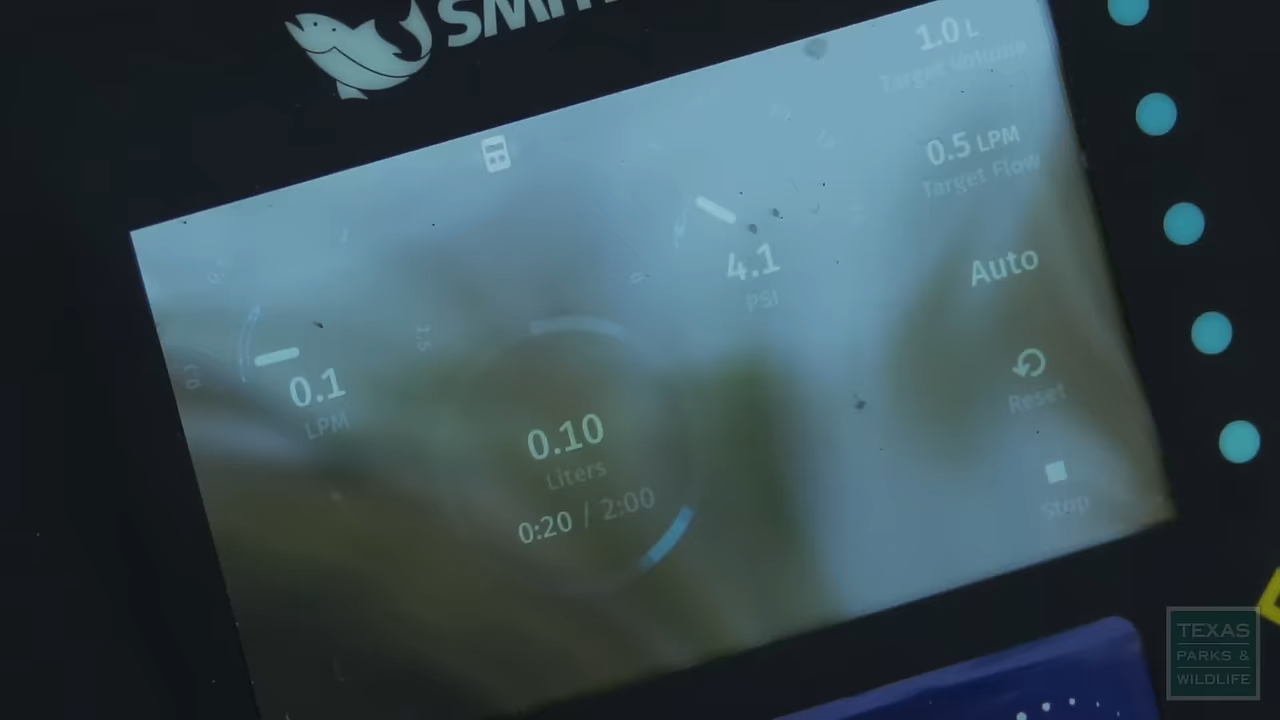 SMIT
1.0 L
Target Volume
0.5 LPM
Target Flow
4.1
PSI
Auto
0.1
LPM
Reset
0.10
Liters
0:20 / 2:00
stop
TEXAS
PARKS &
WILDLIFE